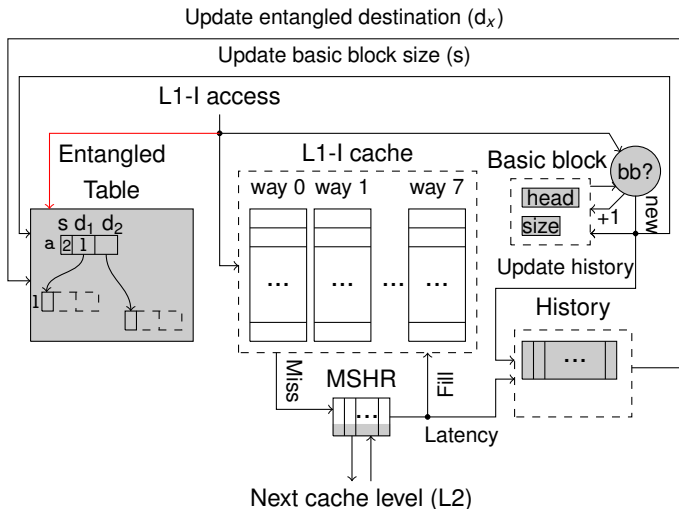 Update entangled destination (dₓ)
Update basic block size (s)
L1-I access
Entangled
Table
L1-I cache
Basic block
bb?
way 0 way 1 way 7
head
size
+1
new
s d₁ d₂
a 2 l
l
... ... ... ...
Update history
History
...
Miss
Fill
MSHR
...
Latency
Next cache level (L2)